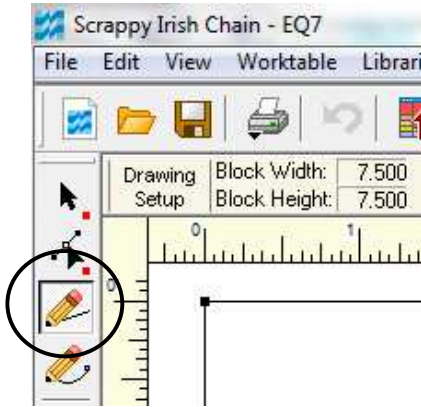 Scrappy Irish Chain - EQ7
File Edit View Worktable Librari
Drawing Setup
Block Width: 7.500
Block Height: 7.500
0 1
0